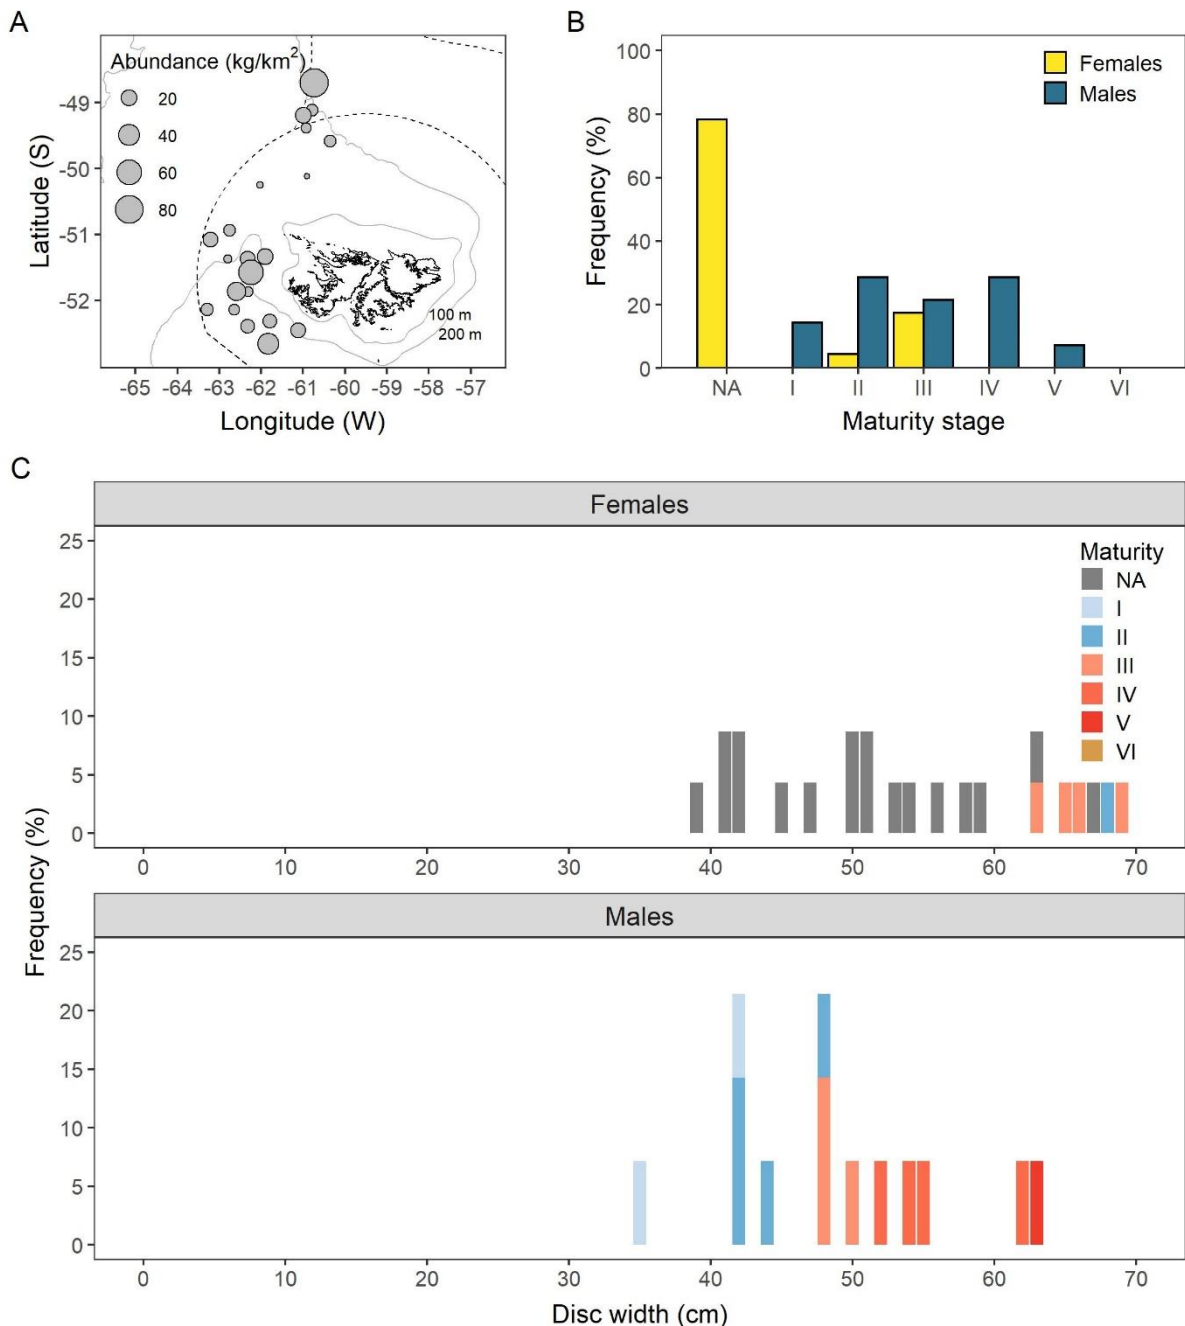 A
Abundance (kg/km²)
20
40
60
80
-49
-50
-51
-52
Latitude (S)
100 m
200 m
-65 -64 -63 -62 -61 -60 -59 -58 -57
Longitude (W)
B
100
80
60
40
20
0
Frequency (%)
Females
Males
NA I II III IV V VI
Maturity stage
C
Females
25
20
15
10
5
0
Maturity
NA
I
II
III
IV
V
VI
0 10 20 30 40 50 60 70
Frequency (%)
Males
25
20
15
10
5
0
0 10 20 30 40 50 60 70
Disc width (cm)